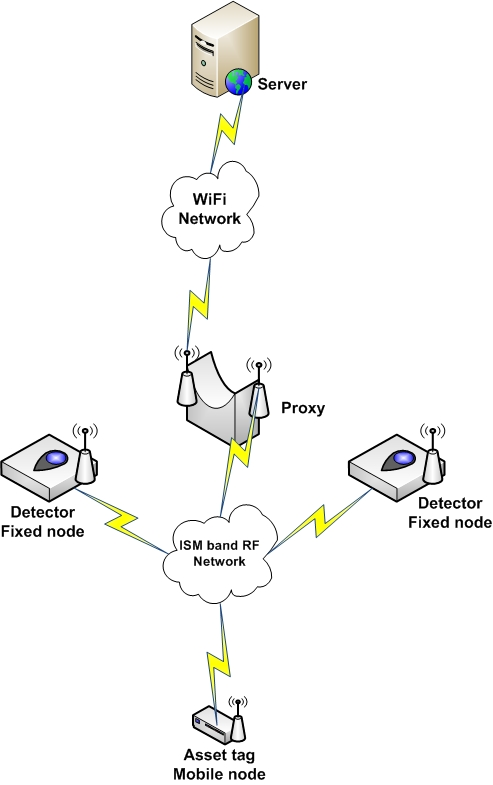 Server
WiFi
Network
Proxy
Detector
Fixed node
Detector
Fixed node
ISM band RF
Network
Asset tag
Mobile node